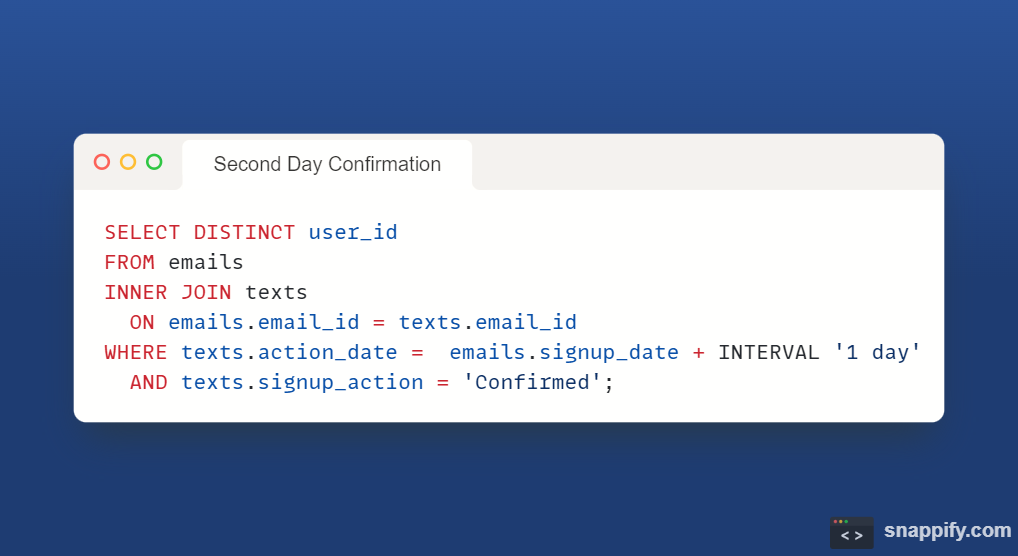 Second Day Confirmation
SELECT DISTINCT user_id
FROM emails
INNER JOIN texts
  ON emails.email_id = texts.email_id
WHERE texts.action_date =  emails.signup_date + INTERVAL '1 day'
  AND texts.signup_action = 'Confirmed';
<> snappify.com